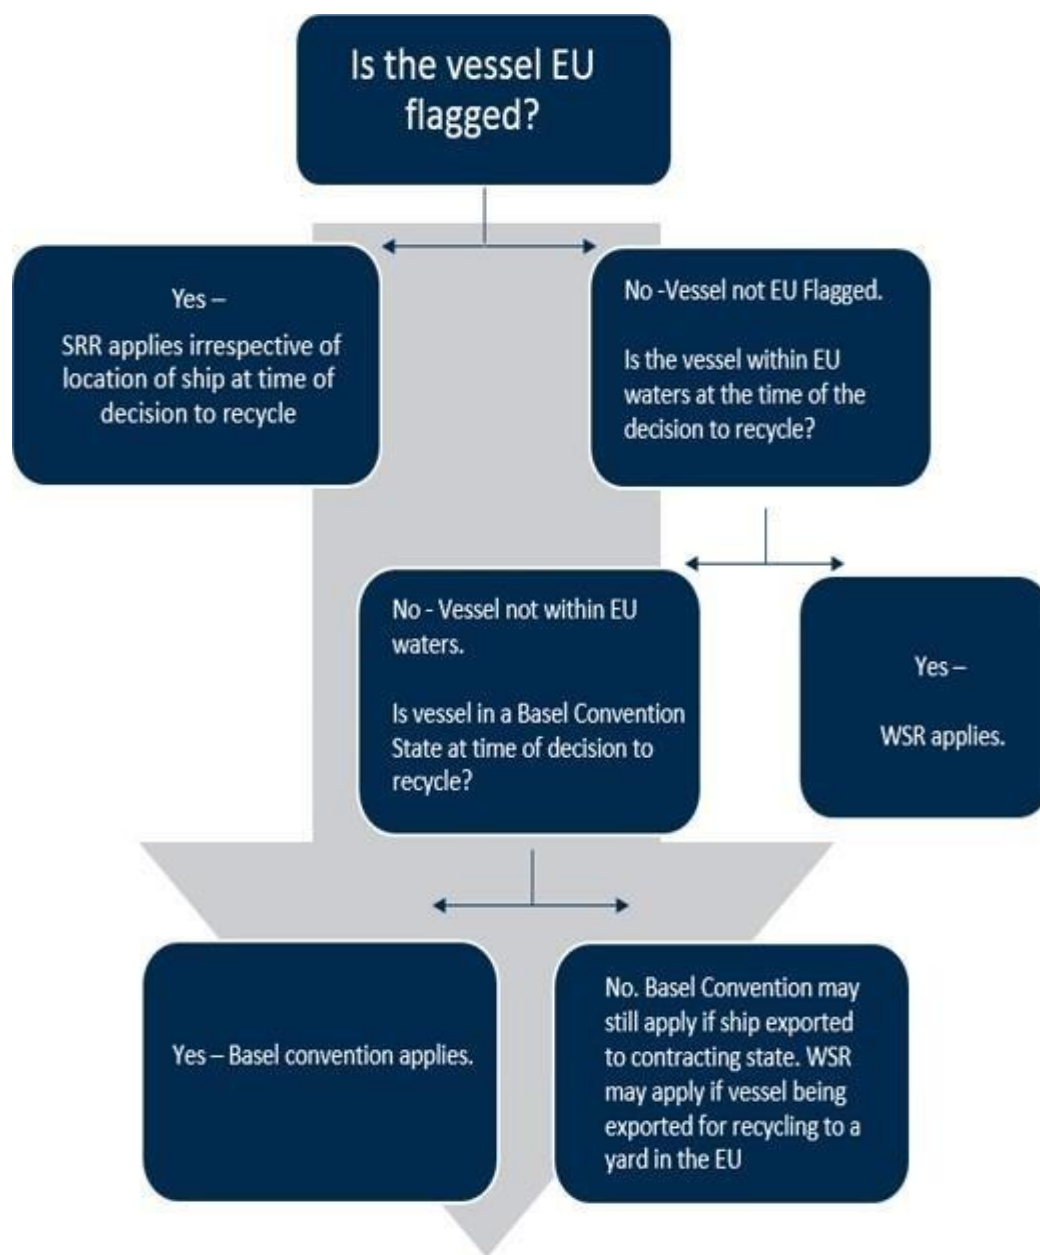 Is the vessel EU
flagged?
Yes –
SRR applies irrespective of
location of ship at time of
decision to recycle
No -Vessel not EU Flagged.
Is the vessel within EU
waters at the time of the
decision to recycle?
No - Vessel not within EU
waters.
Is vessel in a Basel Convention
State at time of decision to
recycle?
Yes –
WSR applies.
Yes – Basel convention applies.
No. Basel Convention may
still apply if ship exported
to contracting state. WSR
may apply if vessel being
exported for recycling to a
yard in the EU